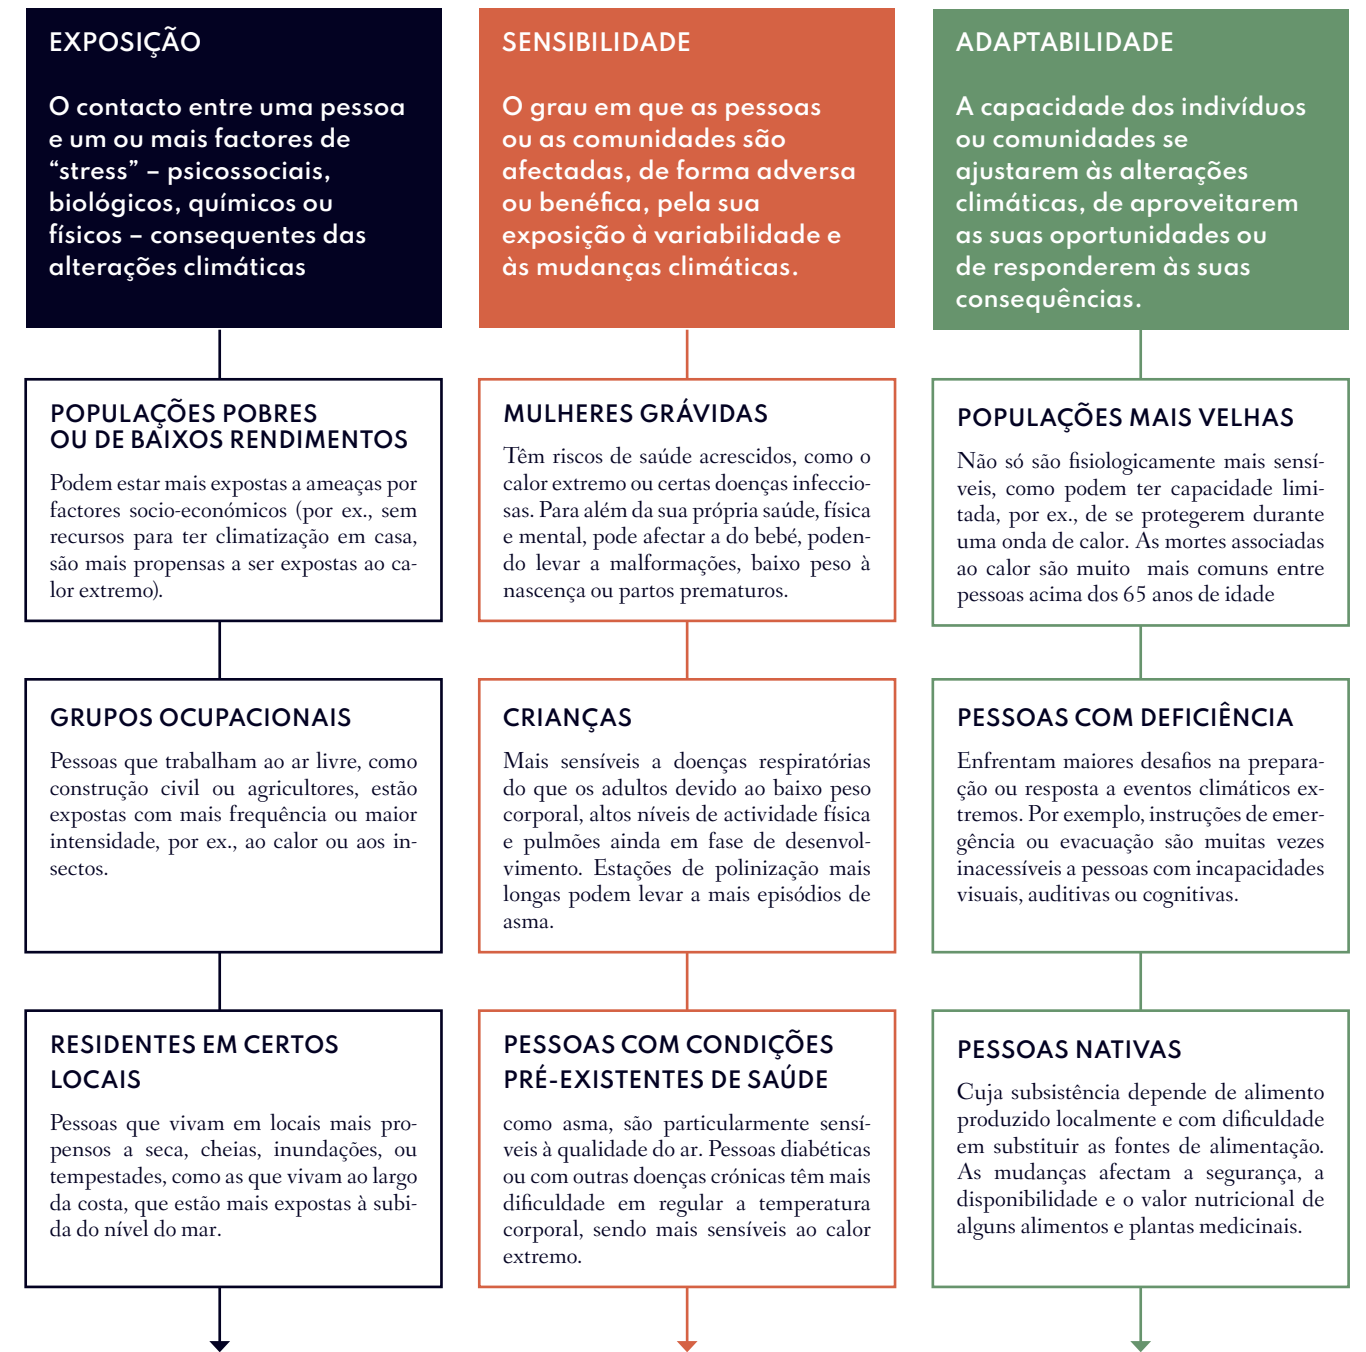 EXPOSIÇÃO
O contacto entre uma pessoa
e um ou mais factores de
“stress” – psicossociais,
biológicos, químicos ou
físicos – consequentes das
alterações climáticas
POPULAÇÕES POBRES
OU DE BAIXOS RENDIMENTOS
Podem estar mais expostas a ameaças por
factores socio-económicos (por ex., sem
recursos para ter climatização em casa,
são mais propensas a ser expostas ao ca-
lor extremo).
GRUPOS OCUPACIONAIS
Pessoas que trabalham ao ar livre, como
construção civil ou agricultores, estão
expostas com mais frequência ou maior
intensidade, por ex., ao calor ou aos in-
sectos.
RESIDENTES EM CERTOS
LOCAIS
Pessoas que vivam em locais mais pro-
pensos a seca, cheias, inundações, ou
tempestades, como as que vivam ao largo
da costa, que estão mais expostas à subi-
da do nível do mar.
SENSIBILIDADE
O grau em que as pessoas
ou as comunidades são
afectadas, de forma adversa
ou benéfica, pela sua
exposição à variabilidade e
às mudanças climáticas.
MULHERES GRÁVIDAS
Têm riscos de saúde acrescidos, como o
calor extremo ou certas doenças infeccio-
sas. Para além da sua própria saúde, física
e mental, pode afectar a do bebé, poden-
do levar a malformações, baixo peso à
nascença ou partos prematuros.
CRIANÇAS
Mais sensíveis a doenças respiratórias
do que os adultos devido ao baixo peso
corporal, altos níveis de actividade física
e pulmões ainda em fase de desenvol-
vimento. Estações de polinização mais
longas podem levar a mais episódios de
asma.
PESSOAS COM CONDIÇÕES
PRÉ-EXISTENTES DE SAÚDE
como asma, são particularmente sensí-
veis à qualidade do ar. Pessoas diabéticas
ou com outras doenças crónicas têm mais
dificuldade em regular a temperatura
corporal, sendo mais sensíveis ao calor
extremo.
ADAPTABILIDADE
A capacidade dos indivíduos
ou comunidades se
ajustarem às alterações
climáticas, de aproveitarem
as suas oportunidades ou
de responderem às suas
consequências.
POPULAÇÕES MAIS VELHAS
Não só são fisiologicamente mais sensí-
veis, como podem ter capacidade limi-
tada, por ex., de se protegerem durante
uma onda de calor. As mortes associadas
ao calor são muito mais comuns entre
pessoas acima dos 65 anos de idade
PESSOAS COM DEFICIÊNCIA
Enfrentam maiores desafios na prepara-
ção ou resposta a eventos climáticos ex-
tremos. Por exemplo, instruções de emer-
gência ou evacuação são muitas vezes
inacessíveis a pessoas com incapacidades
visuais, auditivas ou cognitivas.
PESSOAS NATIVAS
Cuja subsistência depende de alimento
produzido localmente e com dificuldade
em substituir as fontes de alimentação.
As mudanças afectam a segurança, a
disponibilidade e o valor nutricional de
alguns alimentos e plantas medicinais.